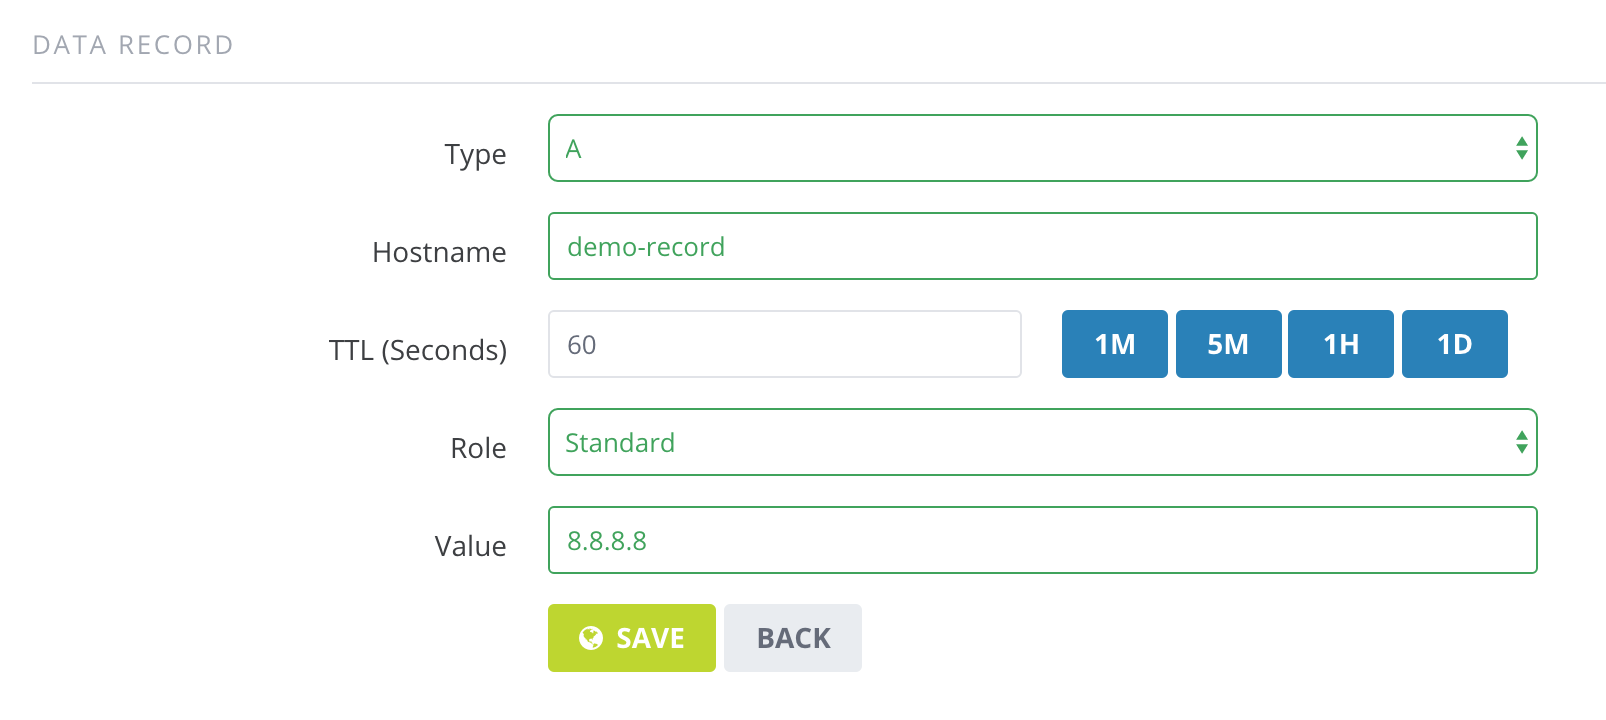 DATA RECORD
Type A
Hostname demo-record
TTL (Seconds) 60 1M 5M 1H 1D
Role Standard
Value 8.8.8.8
SAVE BACK